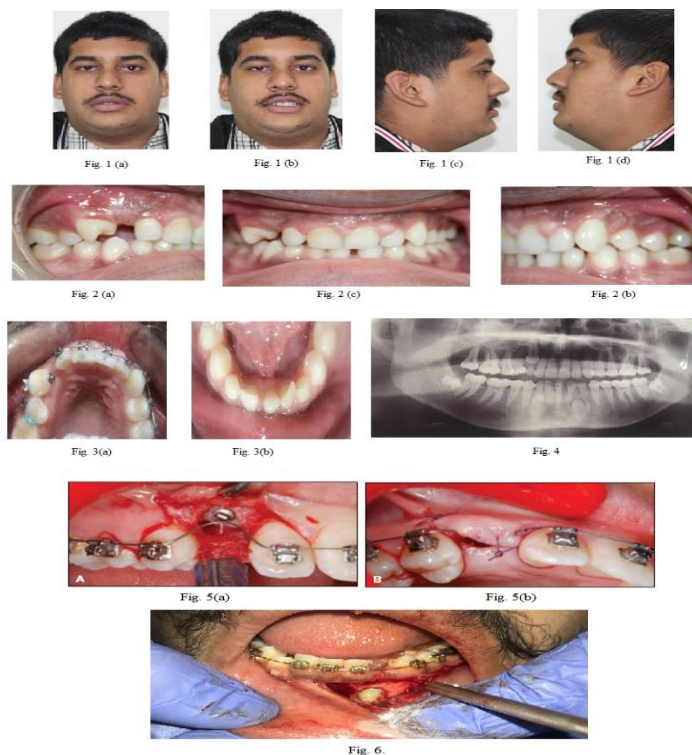 Fig. 1 (a)
Fig. 1 (b)
Fig. 1 (c)
Fig. 1 (d)
Fig. 2 (a)
Fig. 2 (c)
Fig. 2 (b)
Fig. 3(a)
Fig. 3(b)
Fig. 4
A
B
Fig. 5(a)
Fig. 5(b)
Fig. 6.